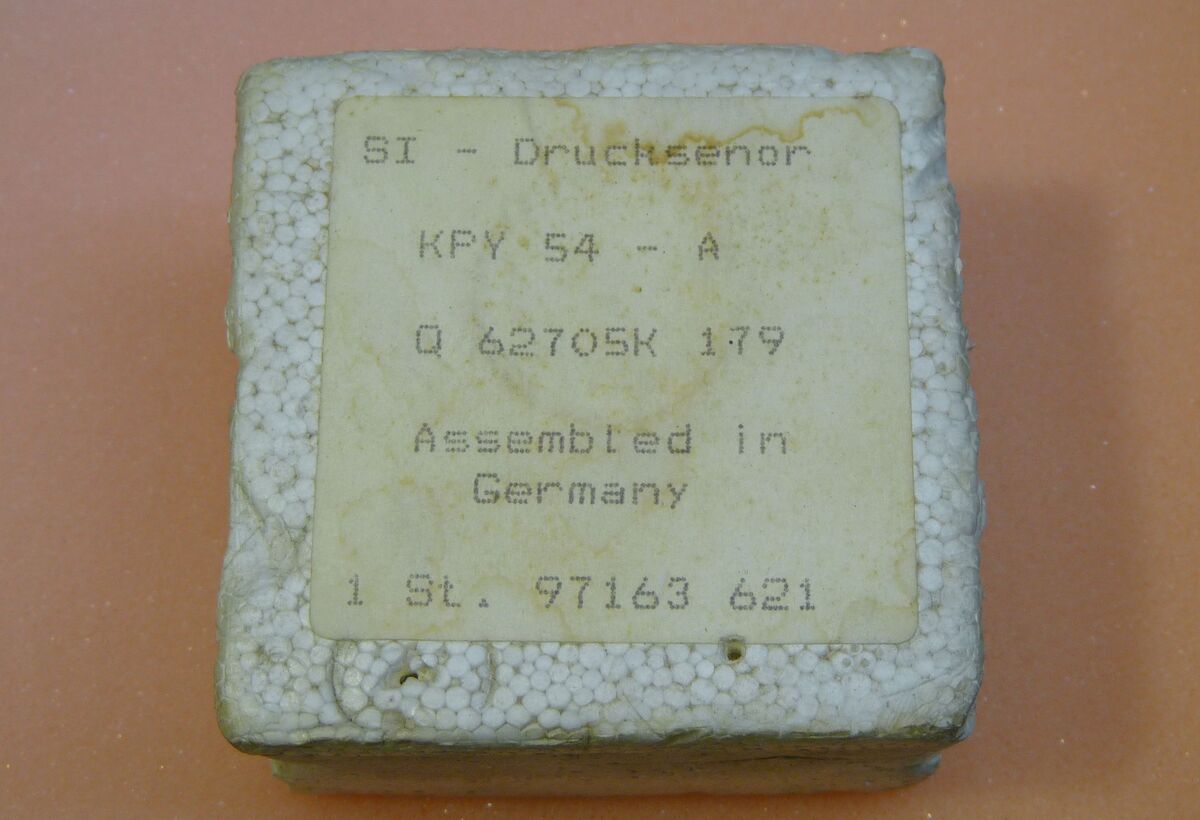 SI - Drucksenor
KPY 54 - A
Q 62705K 179
Assembled in
Germany
1 St. 97163 621